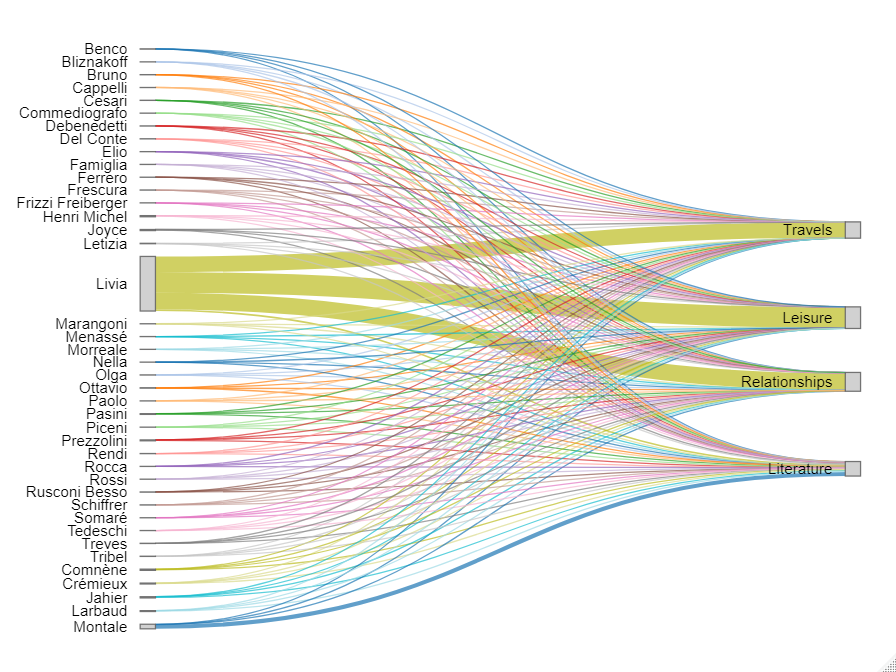 Benco
Bliznakoff
Bruno
Cappelli
Cesari
Commediografo
Debenedetti
Del Conte
Elio
Famiglia
Ferrero
Frescura
Frizzi Freiberger
Henri Michel
Joyce
Letizia
Livia
Marangoni
Menassé
Morreale
Nella
Olga
Ottavio
Paolo
Pasini
Piceni
Prezzolini
Rendi
Rocca
Rossi
Rusconi Besso
Schiffrer
Somaré
Tedeschi
Treves
Tribel
Comnène
Crémieux
Jahier
Larbaud
Montale
Travels
Leisure
Relationships
Literature